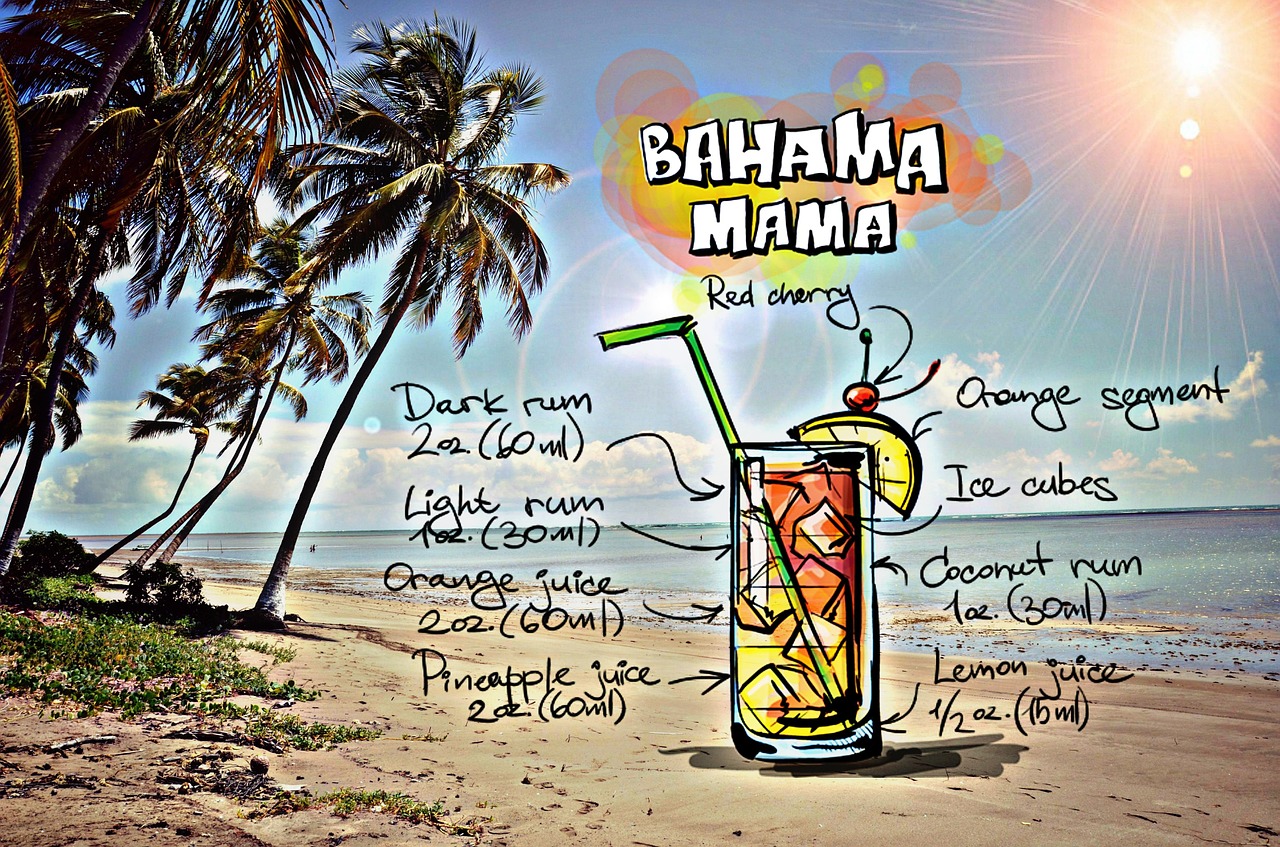 BAHAMA
MAMA
Red cherry
Dark rum
2oz.(60ml)
Light rum
1oz.(30ml)
Orange juice
2oz.(60ml)
Pineapple juice
2oz.(60ml)
Orange segment
Ice cubes
Coconut rum
1oz.(30ml)
Lemon juice
1/2 oz.(15ml)